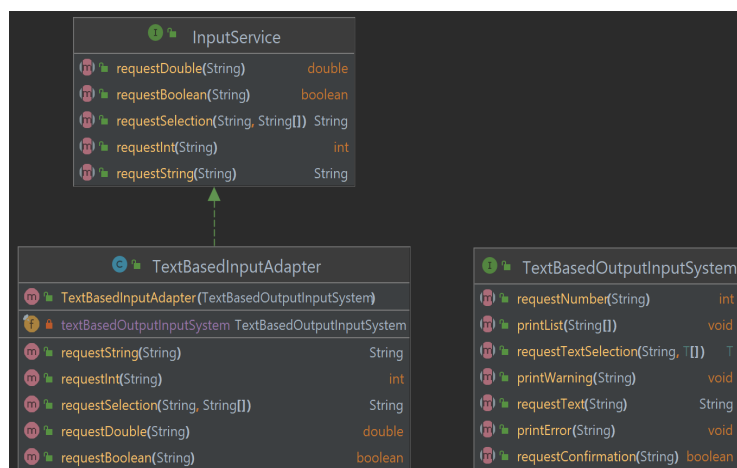 InputService
requestDouble(String) double
requestBoolean(String) boolean
requestSelection(String, String[]) String
requestInt(String) int
requestString(String) String
TextBasedInputAdapter
TextBasedInputAdapter(TextBasedOutputInputSystem)
textBasedOutputInputSystem TextBasedOutputInputSystem
requestString(String) String
requestInt(String) int
requestSelection(String, String[]) String
requestDouble(String) double
requestBoolean(String) boolean
TextBasedOutputInputSystem
requestNumber(String) int
printList(String[]) void
requestTextSelection(String, T[]) T
printWarning(String) void
requestText(String) String
printError(String) void
requestConfirmation(String) boolean